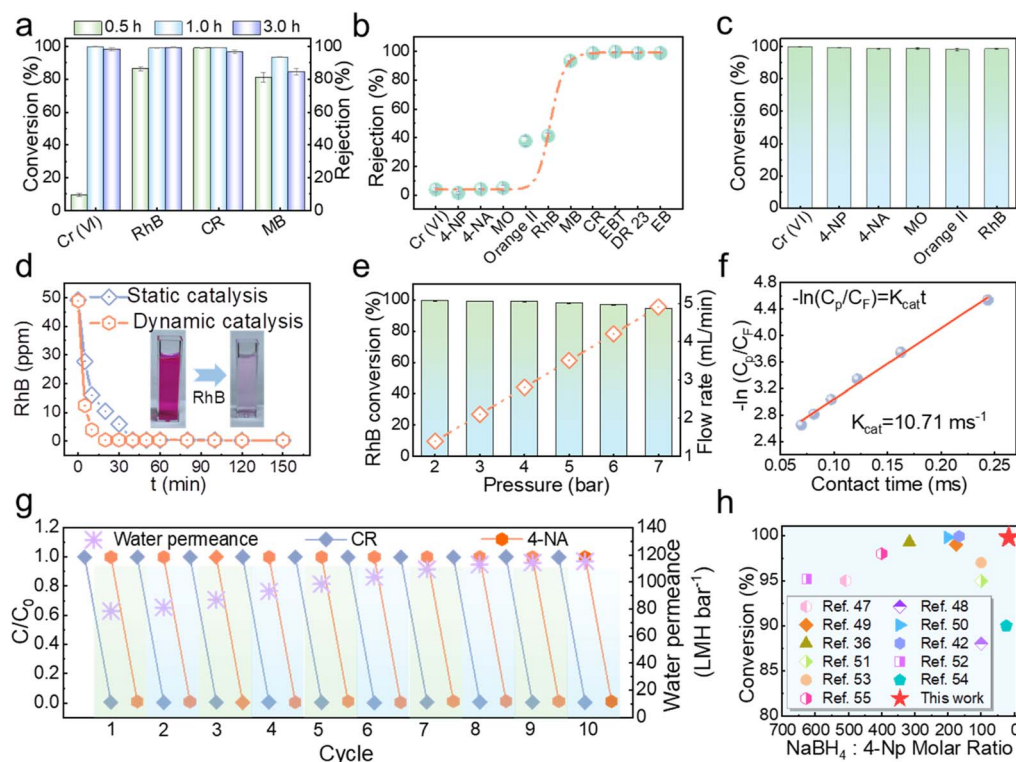 a
0.5 h 1.0 h 3.0 h
Conversion (%)
100
80
60
40
20
0
Rejection (%)
100
80
60
40
20
0
Cr (VI) RhB CR MB
b
Rejection (%)
100
80
60
40
20
0
Cr (VI) 4-NP 4-NA MO Orange II RhB MB CR EBT DR 23 EB
c
Conversion (%)
100
80
60
40
20
0
Cr (VI) 4-NP 4-NA MO Orange II RhB
d
RhB (ppm)
50
40
30
20
10
0
Static catalysis
Dynamic catalysis
RhB
0 30 60 90 120 150
t (min)
e
RhB conversion (%)
100
80
60
40
20
0
Flow rate (mL/min)
5
4
3
2
1
2 3 4 5 6 7
Pressure (bar)
f
-ln (Cp/CF)
4.8
4.2
3.6
3.0
2.4
-ln(Cp/CF)=Kcatt
Kcat=10.71 ms⁻¹
0.05 0.10 0.15 0.20 0.25
Contact time (ms)
g
C/C₀
1.2
1.0
0.8
0.6
0.4
0.2
0.0
Water permeance CR 4-NA
140
120
100
80
60
40
20
0
Water permeance
(LMH bar⁻¹)
1 2 3 4 5 6 7 8 9 10
Cycle
h
Conversion (%)
100
95
90
85
80
Ref. 47 Ref. 48
Ref. 49 Ref. 50
Ref. 36 Ref. 42
Ref. 51 Ref. 52
Ref. 53 Ref. 54
Ref. 55 This work
700 600 500 400 300 200 100 0
NaBH₄ : 4-Np Molar Ratio